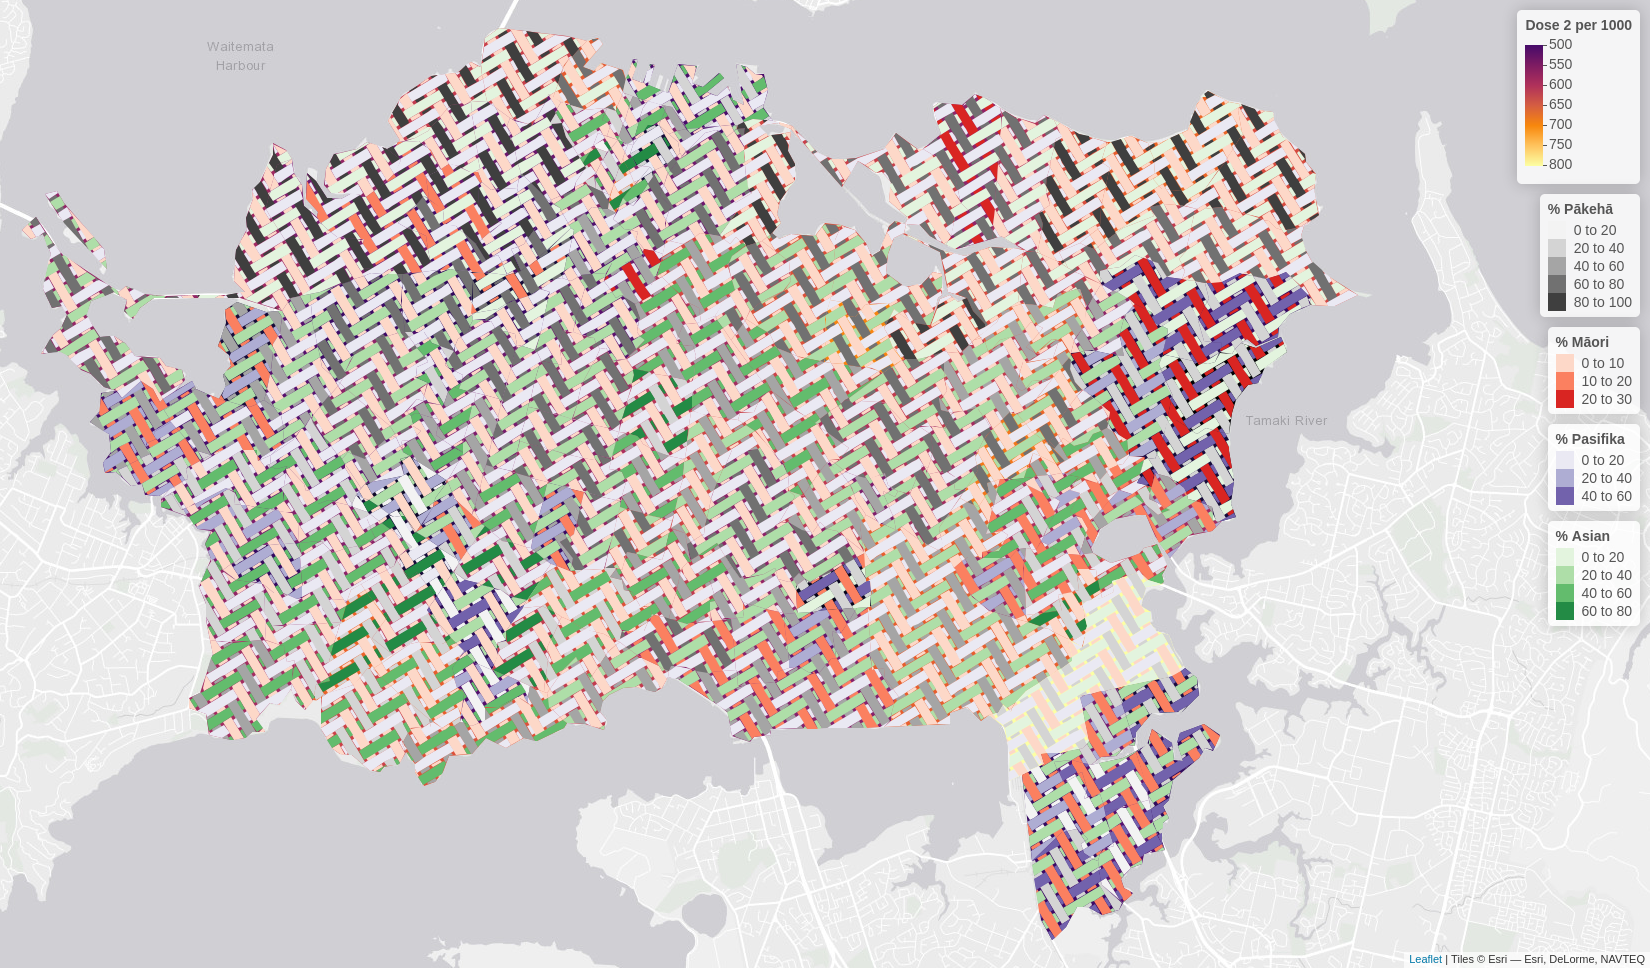 Waitemata
Harbour
Tamaki River
Dose 2 per 1000
500
550
600
650
700
750
800
% Pākehā
0 to 20
20 to 40
40 to 60
60 to 80
80 to 100
% Māori
0 to 10
10 to 20
20 to 30
% Pasifika
0 to 20
20 to 40
40 to 60
% Asian
0 to 20
20 to 40
40 to 60
60 to 80
Leaflet | Tiles © Esri — Esri, DeLorme, NAVTEQ